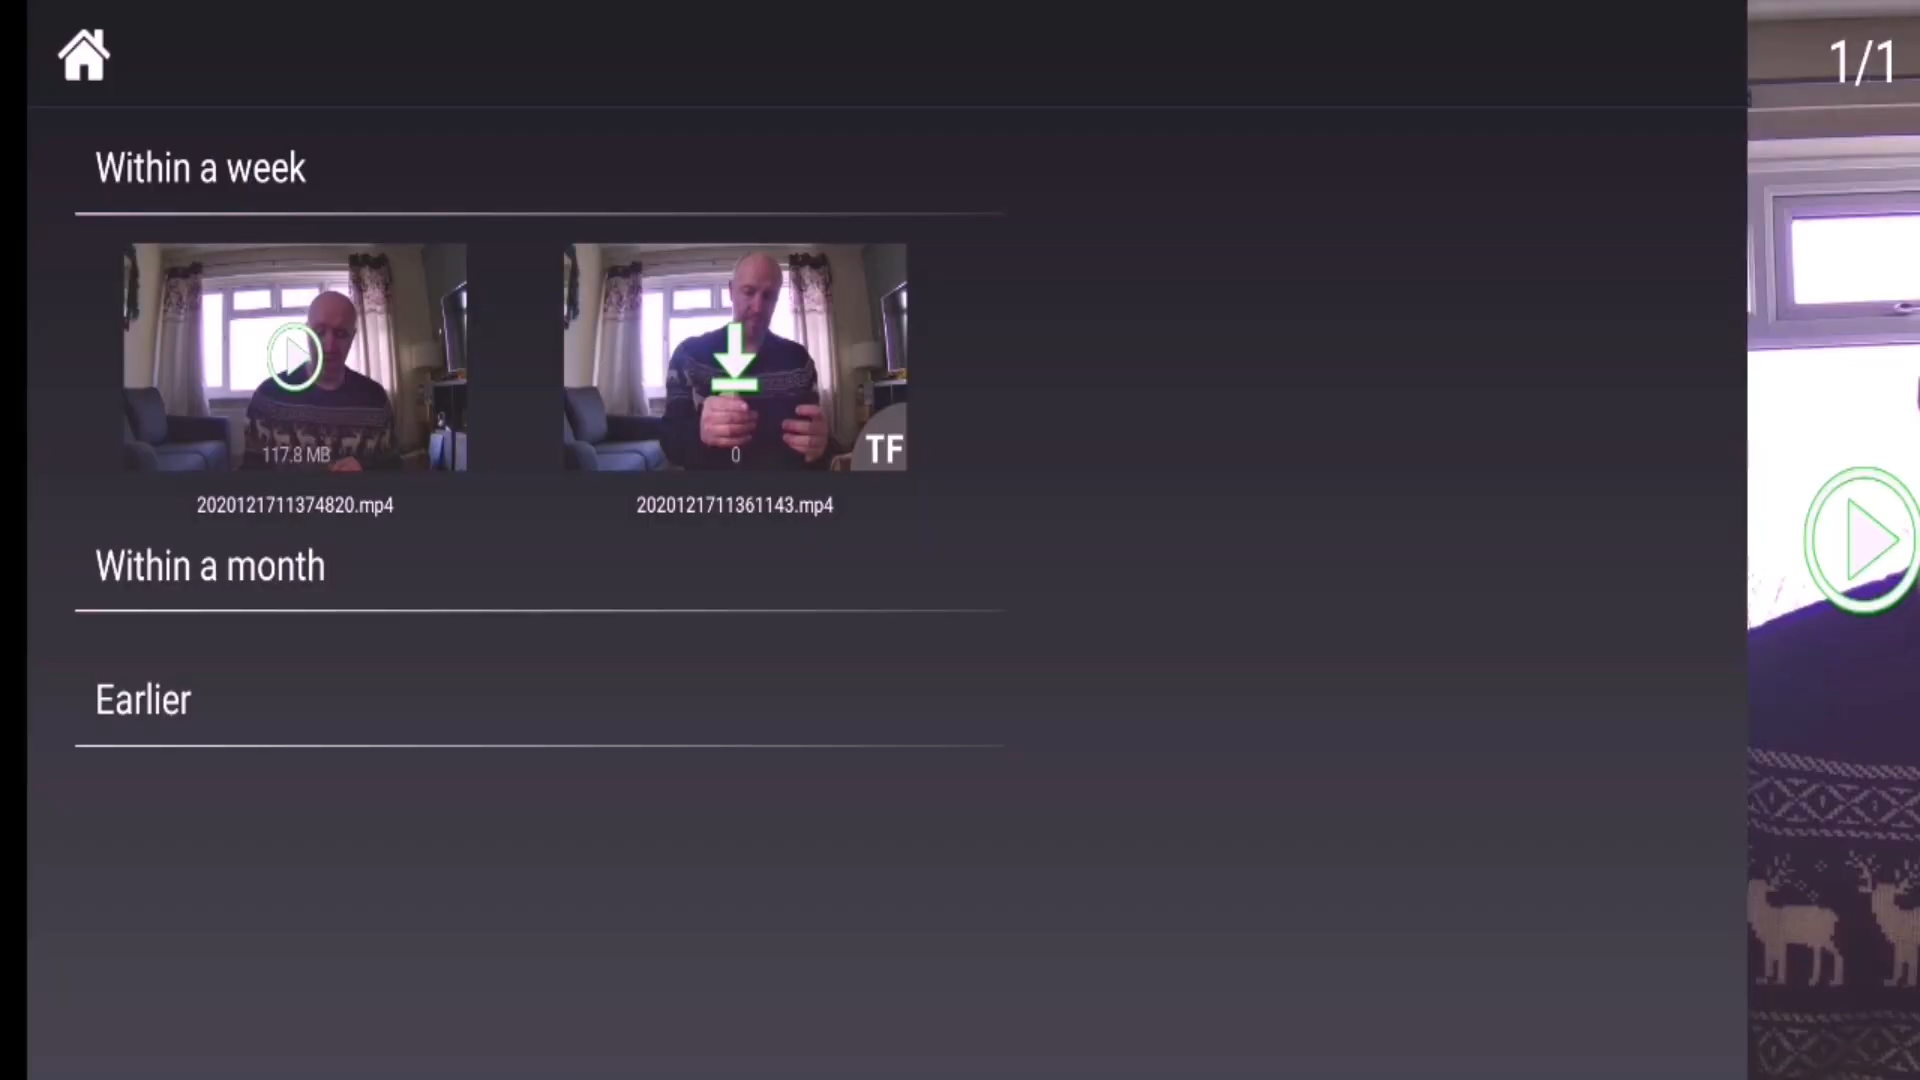 1/1
Within a week
117.8 MB
0
TF
2020121711374820.mp4
2020121711361143.mp4
Within a month
Earlier